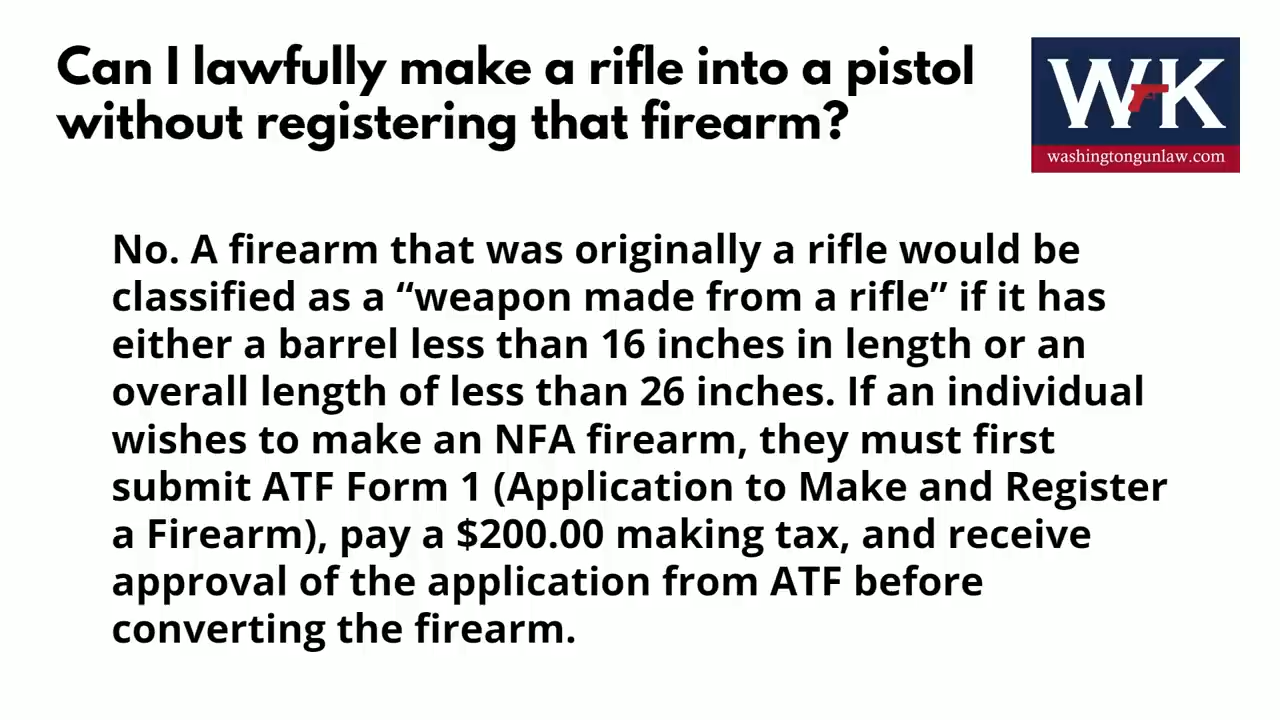 Can I lawfully make a rifle into a pistol
without registering that firearm?
WK
washingtongunlaw.com
No. A firearm that was originally a rifle would be
classified as a “weapon made from a rifle” if it has
either a barrel less than 16 inches in length or an
overall length of less than 26 inches. If an individual
wishes to make an NFA firearm, they must first
submit ATF Form 1 (Application to Make and Register
a Firearm), pay a $200.00 making tax, and receive
approval of the application from ATF before
converting the firearm.